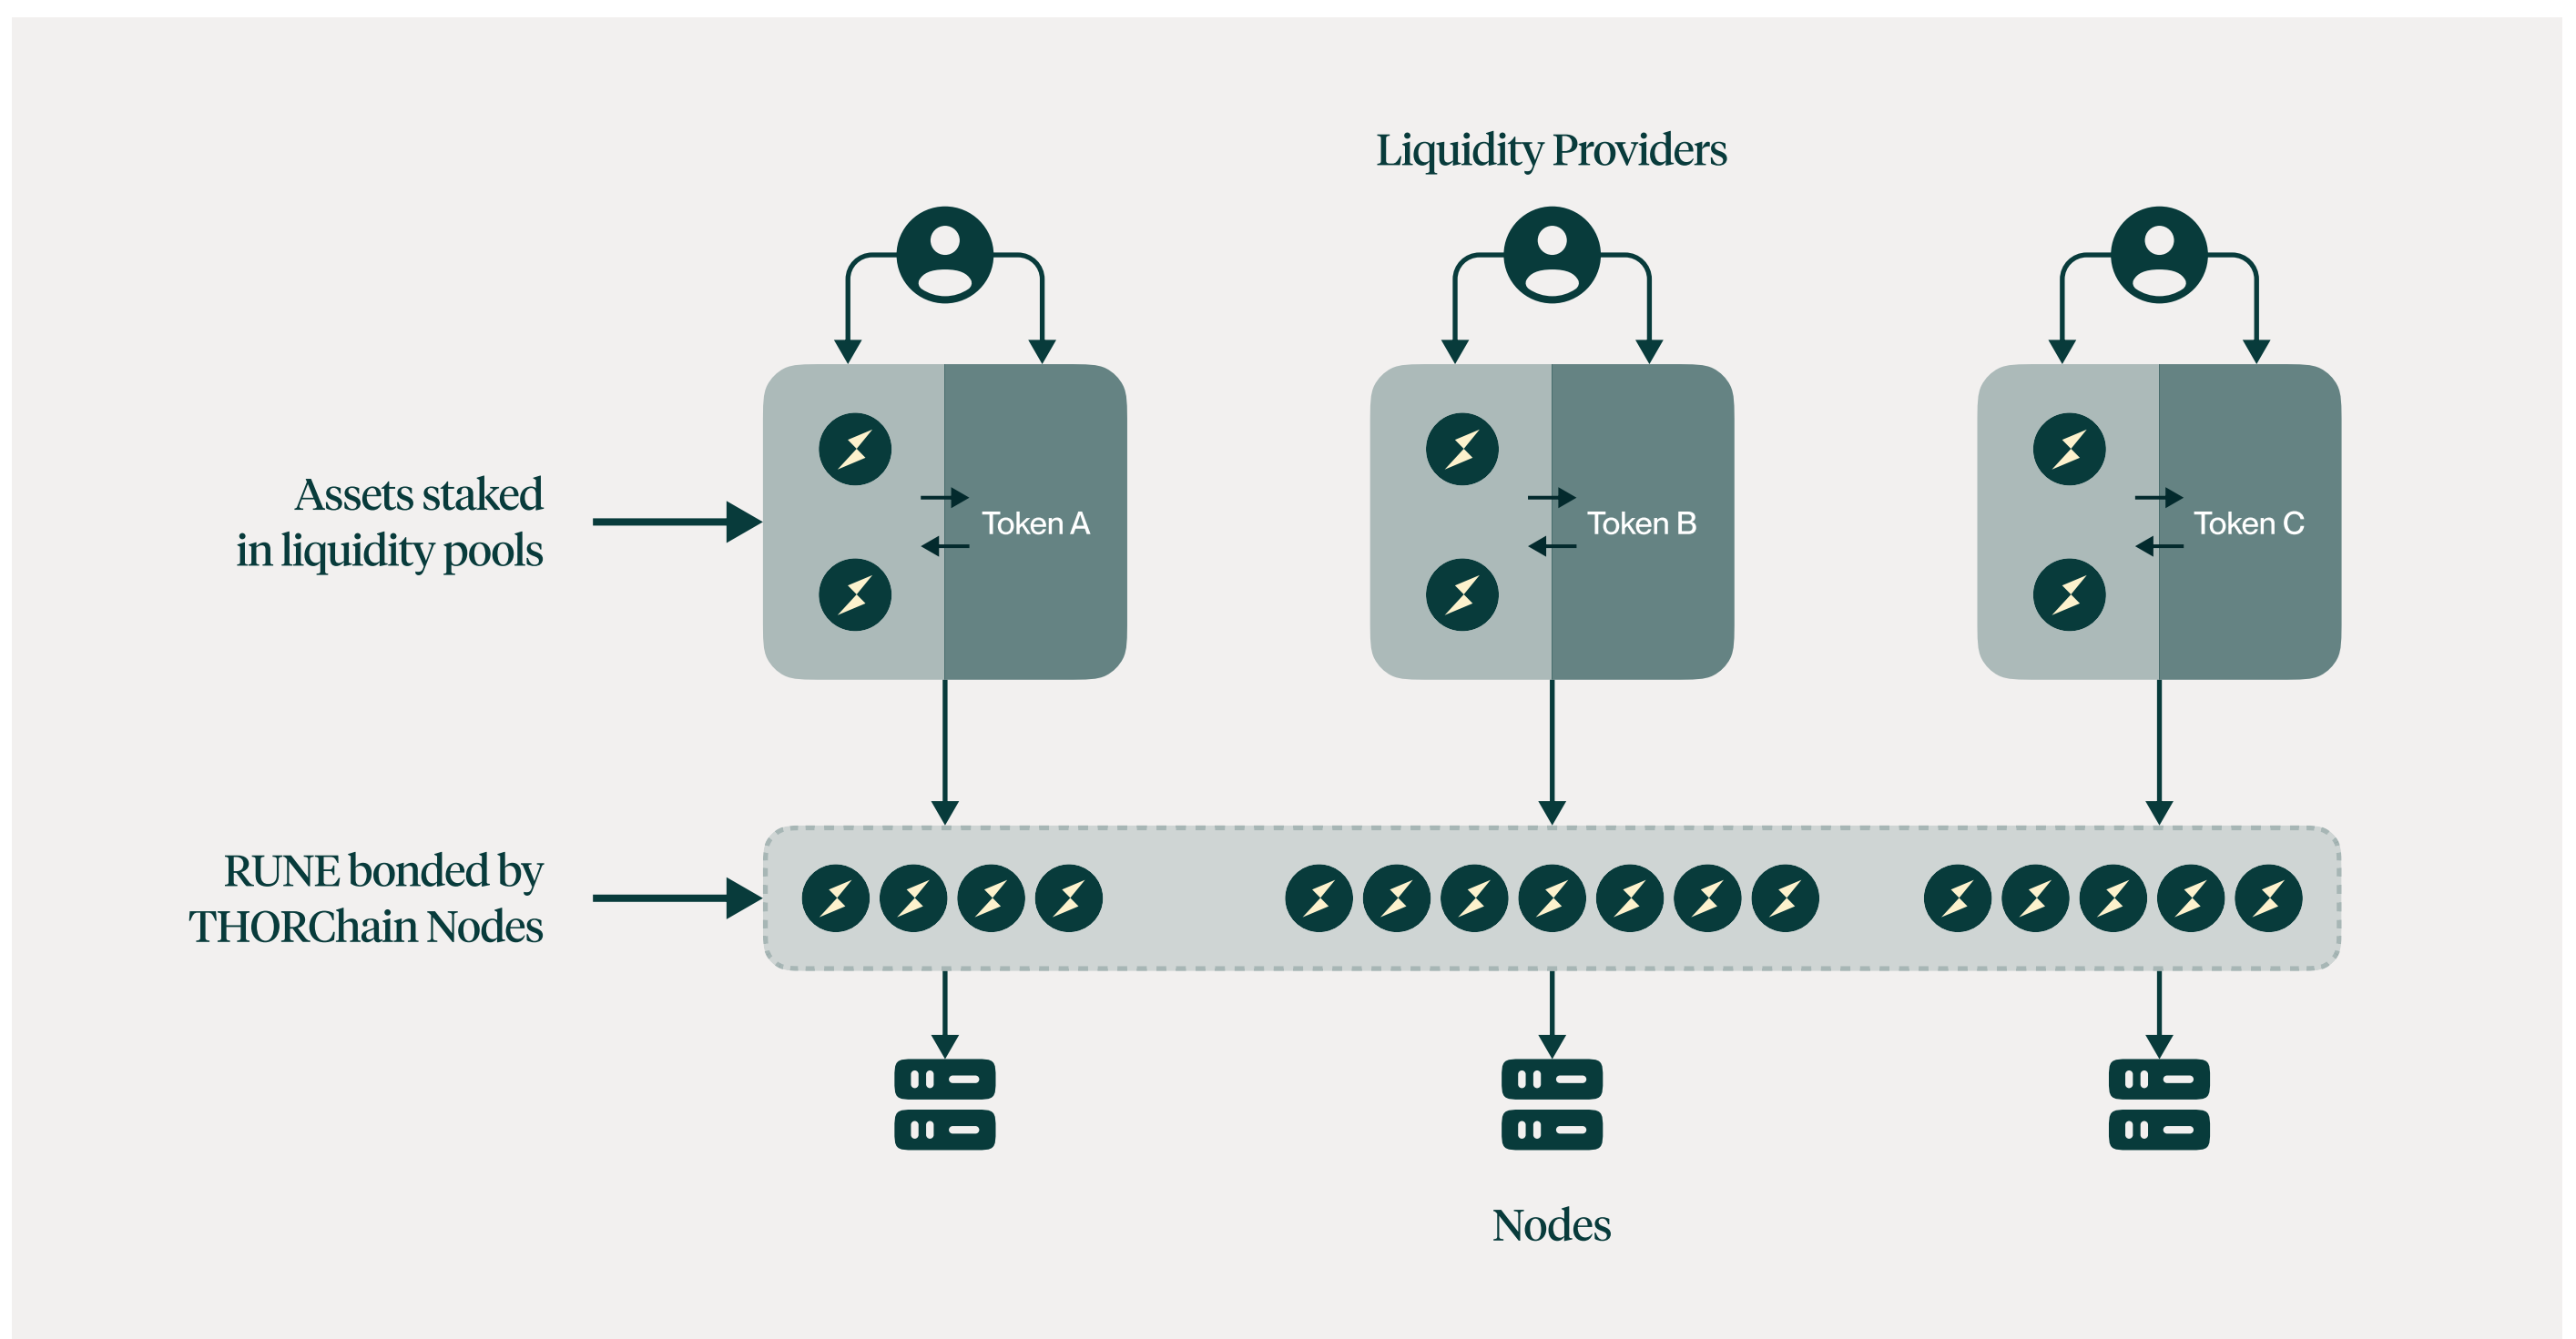 Liquidity Providers
Assets staked
in liquidity pools
Token A
Token B
Token C
RUNE bonded by
THORChain Nodes
Nodes